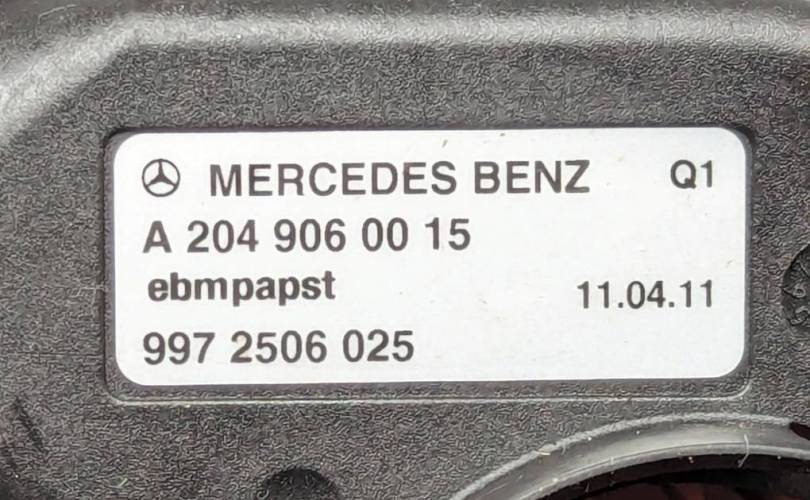 MERCEDES BENZ Q1
A 204 906 00 15
ebmpapst 11.04.11
997 2506 025